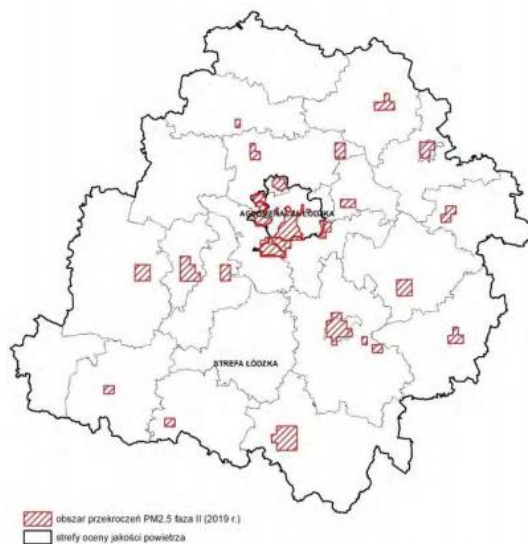 AGLOMERACJA ŁÓDZKA
STREFA ŁÓDZKA
obszar przekroczeń PM2.5 faza II (2019 r.)
strefy oceny jakości powietrza